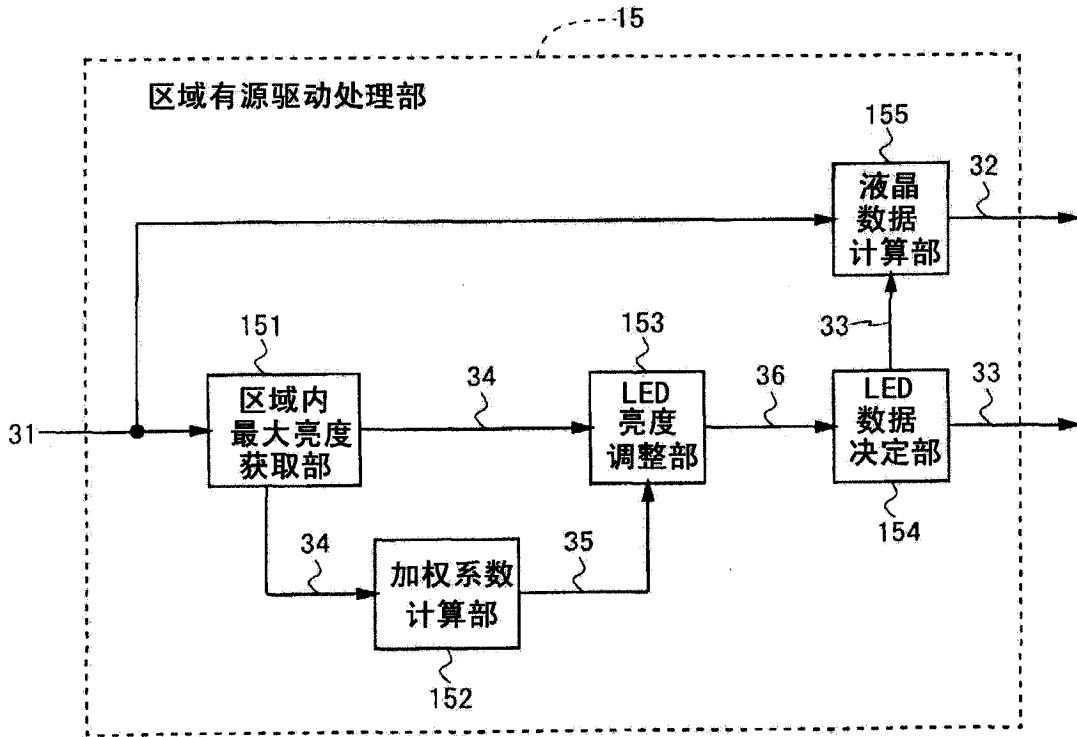 15
区域有源驱动处理部
155
液晶
数据
计算部
32
33
151
区域内
最大亮度
获取部
34
153
LED
亮度
调整部
36
LED
数据
决定部
33
154
31
34
加权系数
计算部
35
152